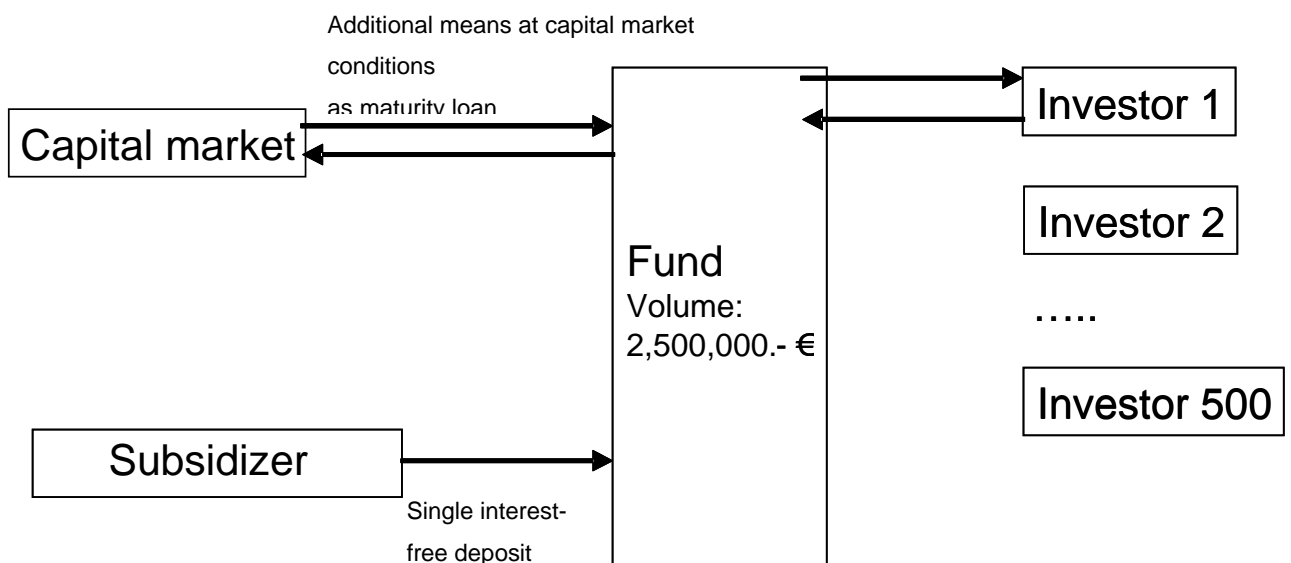 Additional means at capital market
conditions
as maturity loan
Capital market
Investor 1
Investor 2
Fund
Volume:
2,500,000.- €
.....
Investor 500
Subsidizer
Single interest-
free deposit